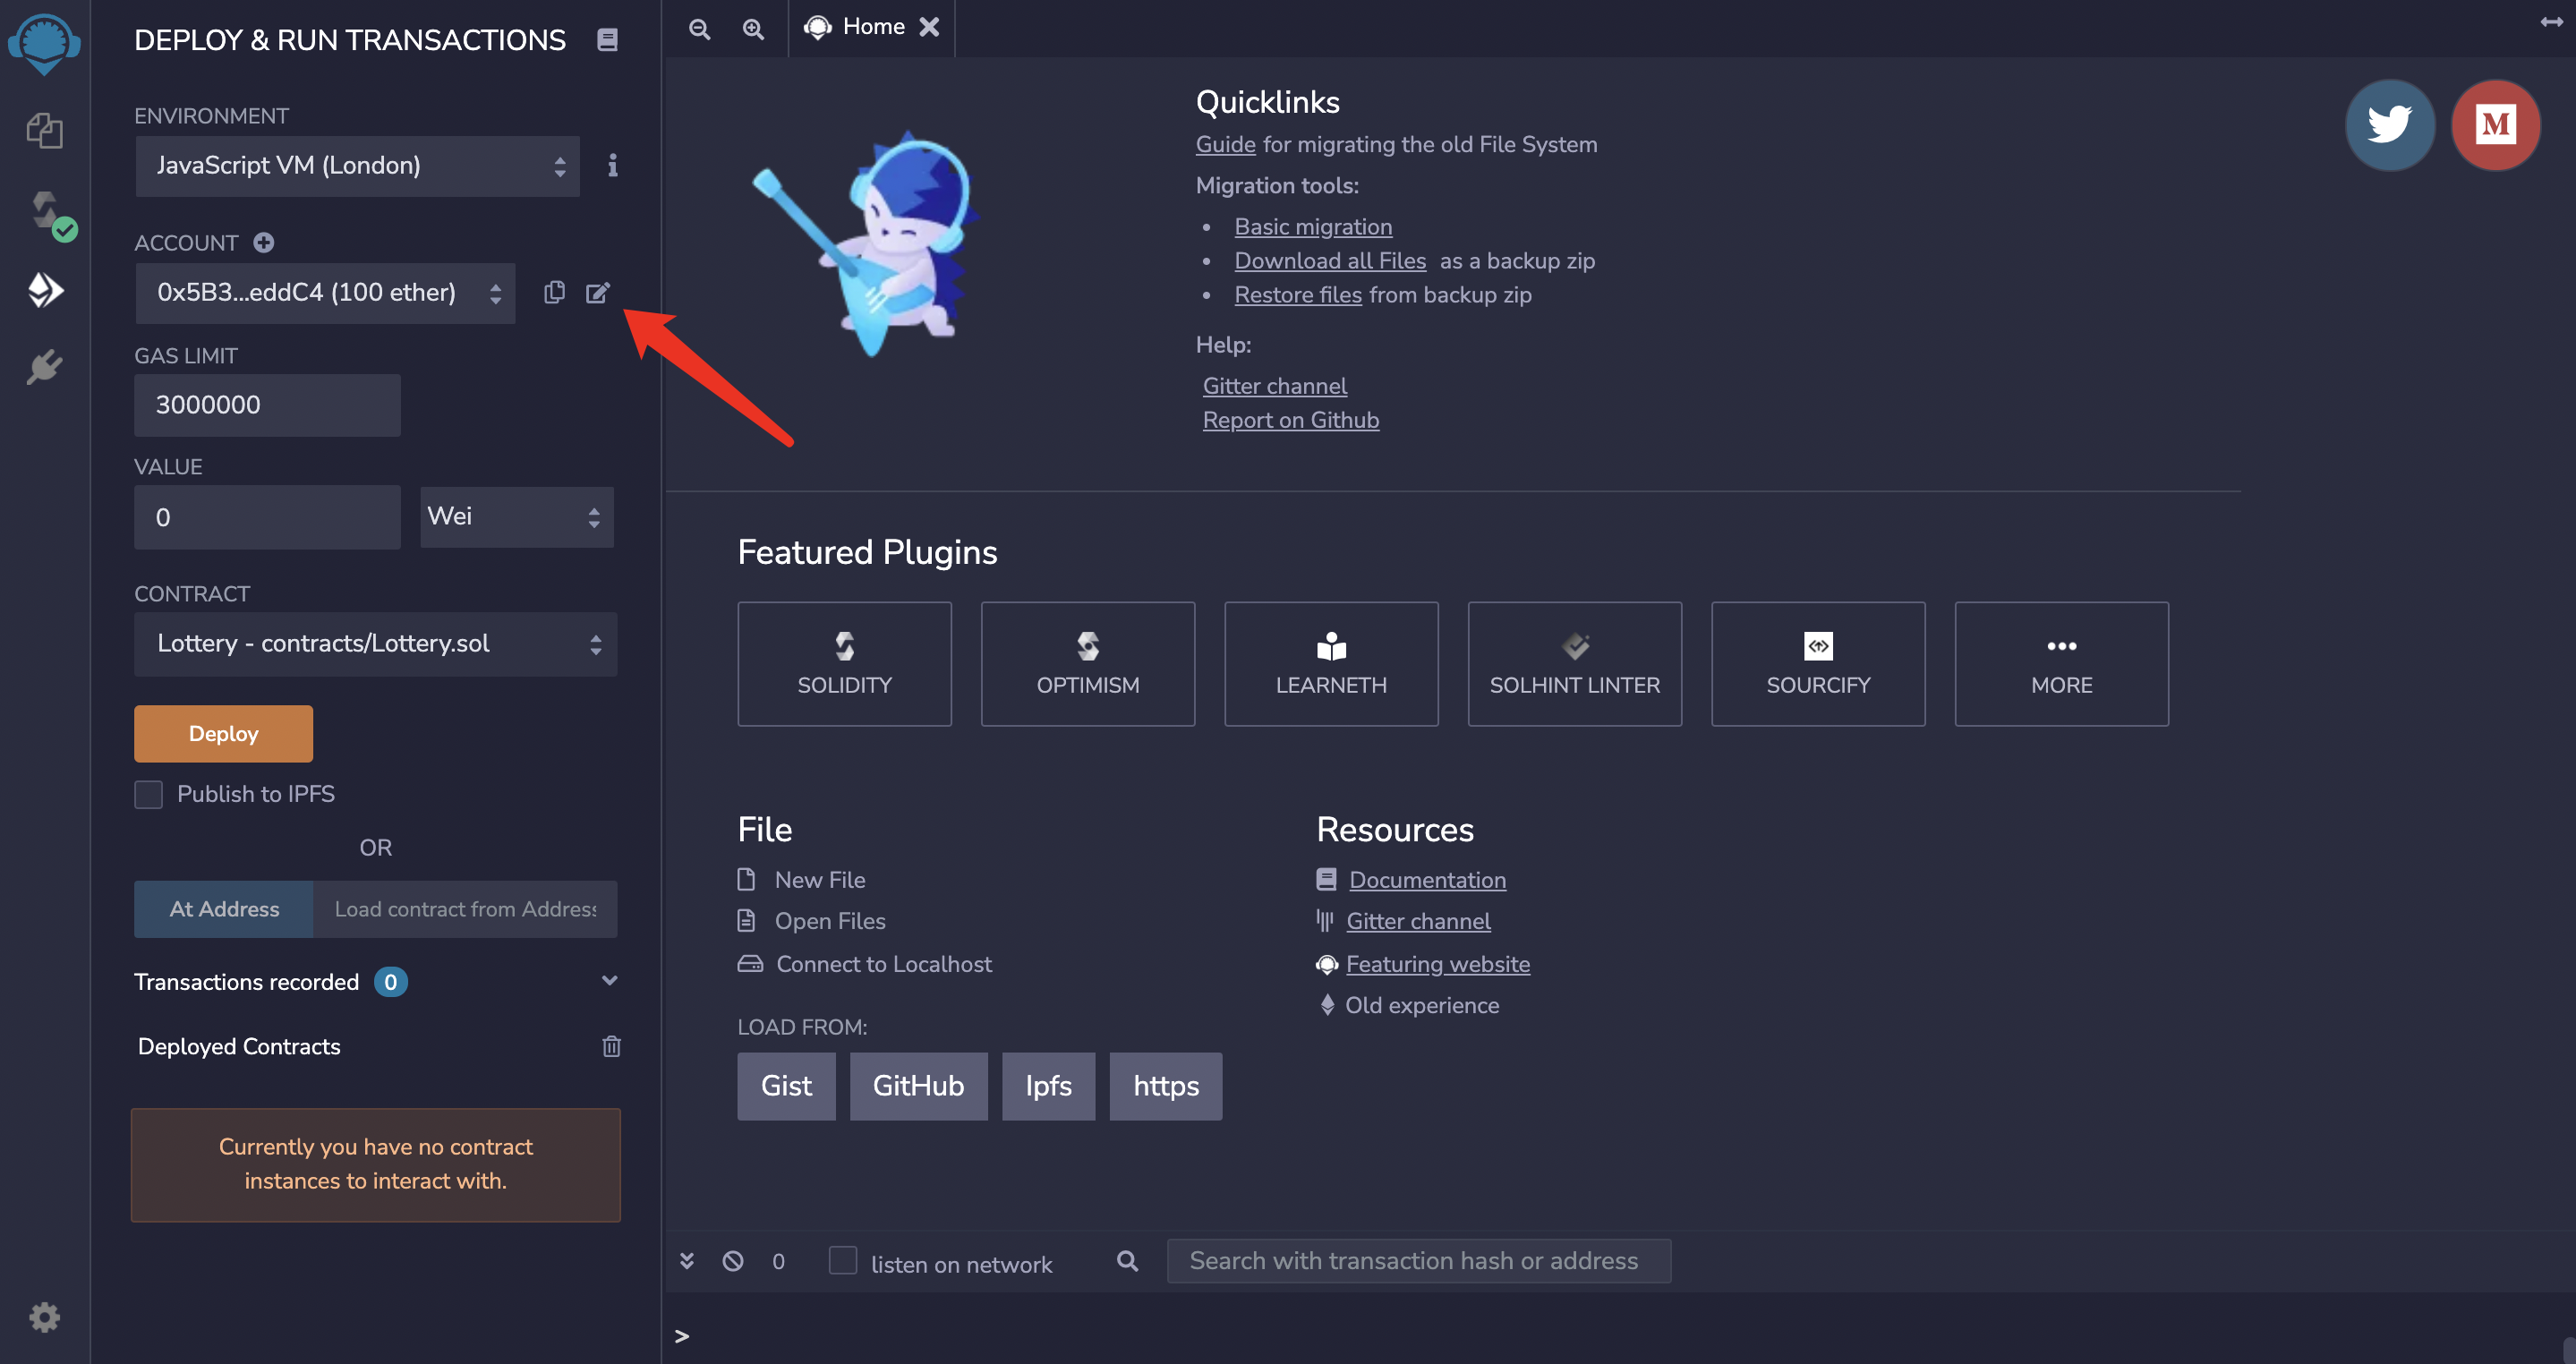 DEPLOY & RUN TRANSACTIONS
ENVIRONMENT
JavaScript VM (London)
ACCOUNT
0x5B3...eddC4 (100 ether)
GAS LIMIT
3000000
VALUE
0
Wei
CONTRACT
Lottery - contracts/Lottery.sol
Deploy
Publish to IPFS
OR
At Address
Load contract from Address
Transactions recorded 0
Deployed Contracts
Currently you have no contract
instances to interact with.
Home
Quicklinks
Guide for migrating the old File System
Migration tools:
Basic migration
Download all Files as a backup zip
Restore files from backup zip
Help:
Gitter channel
Report on Github
M
Featured Plugins
SOLIDITY
OPTIMISM
LEARNETH
SOLHINT LINTER
SOURCIFY
MORE
File
New File
Open Files
Connect to Localhost
LOAD FROM:
Gist
GitHub
Ipfs
https
Resources
Documentation
Gitter channel
Featuring website
Old experience
0
listen on network
Search with transaction hash or address
>